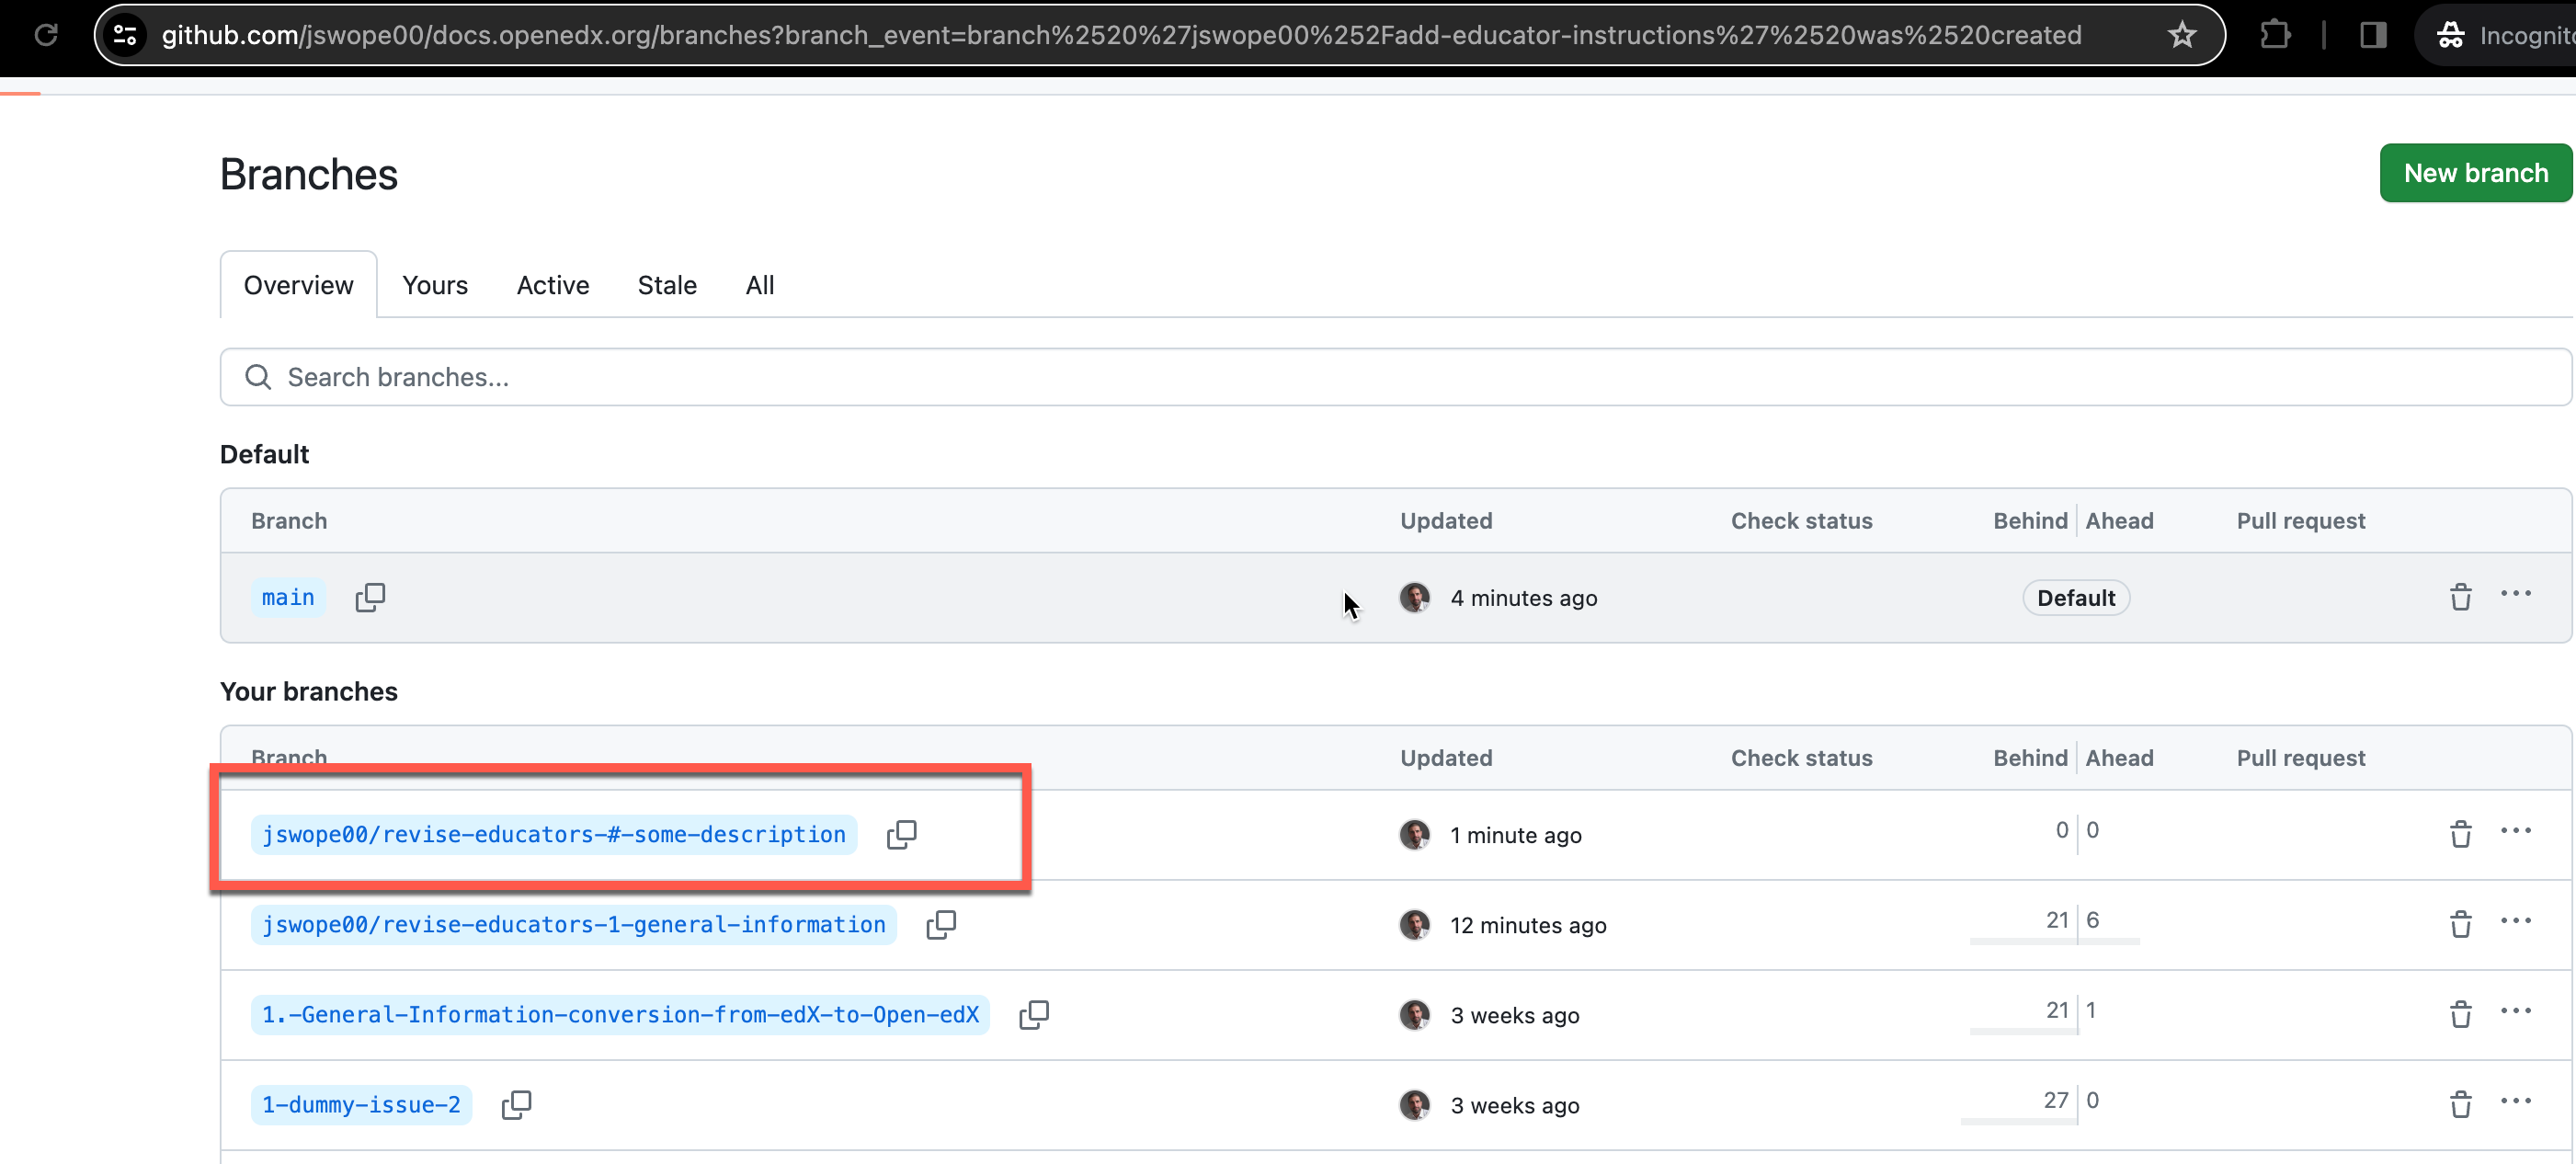 github.com/jswope00/docs.openedx.org/branches?branch_event=branch%2520%27jswope00%252Fadd-educator-instructions%27%2520was%2520created
Incognito
Branches
New branch
Overview Yours Active Stale All
Search branches...
Default
Branch Updated Check status Behind Ahead Pull request
main 4 minutes ago Default
Your branches
Branch Updated Check status Behind Ahead Pull request
jswope00/revise-educators-#-some-description 1 minute ago 0 0
jswope00/revise-educators-1-general-information 12 minutes ago 21 6
1.-General-Information-conversion-from-edX-to-Open-edX 3 weeks ago 21 1
1-dummy-issue-2 3 weeks ago 27 0